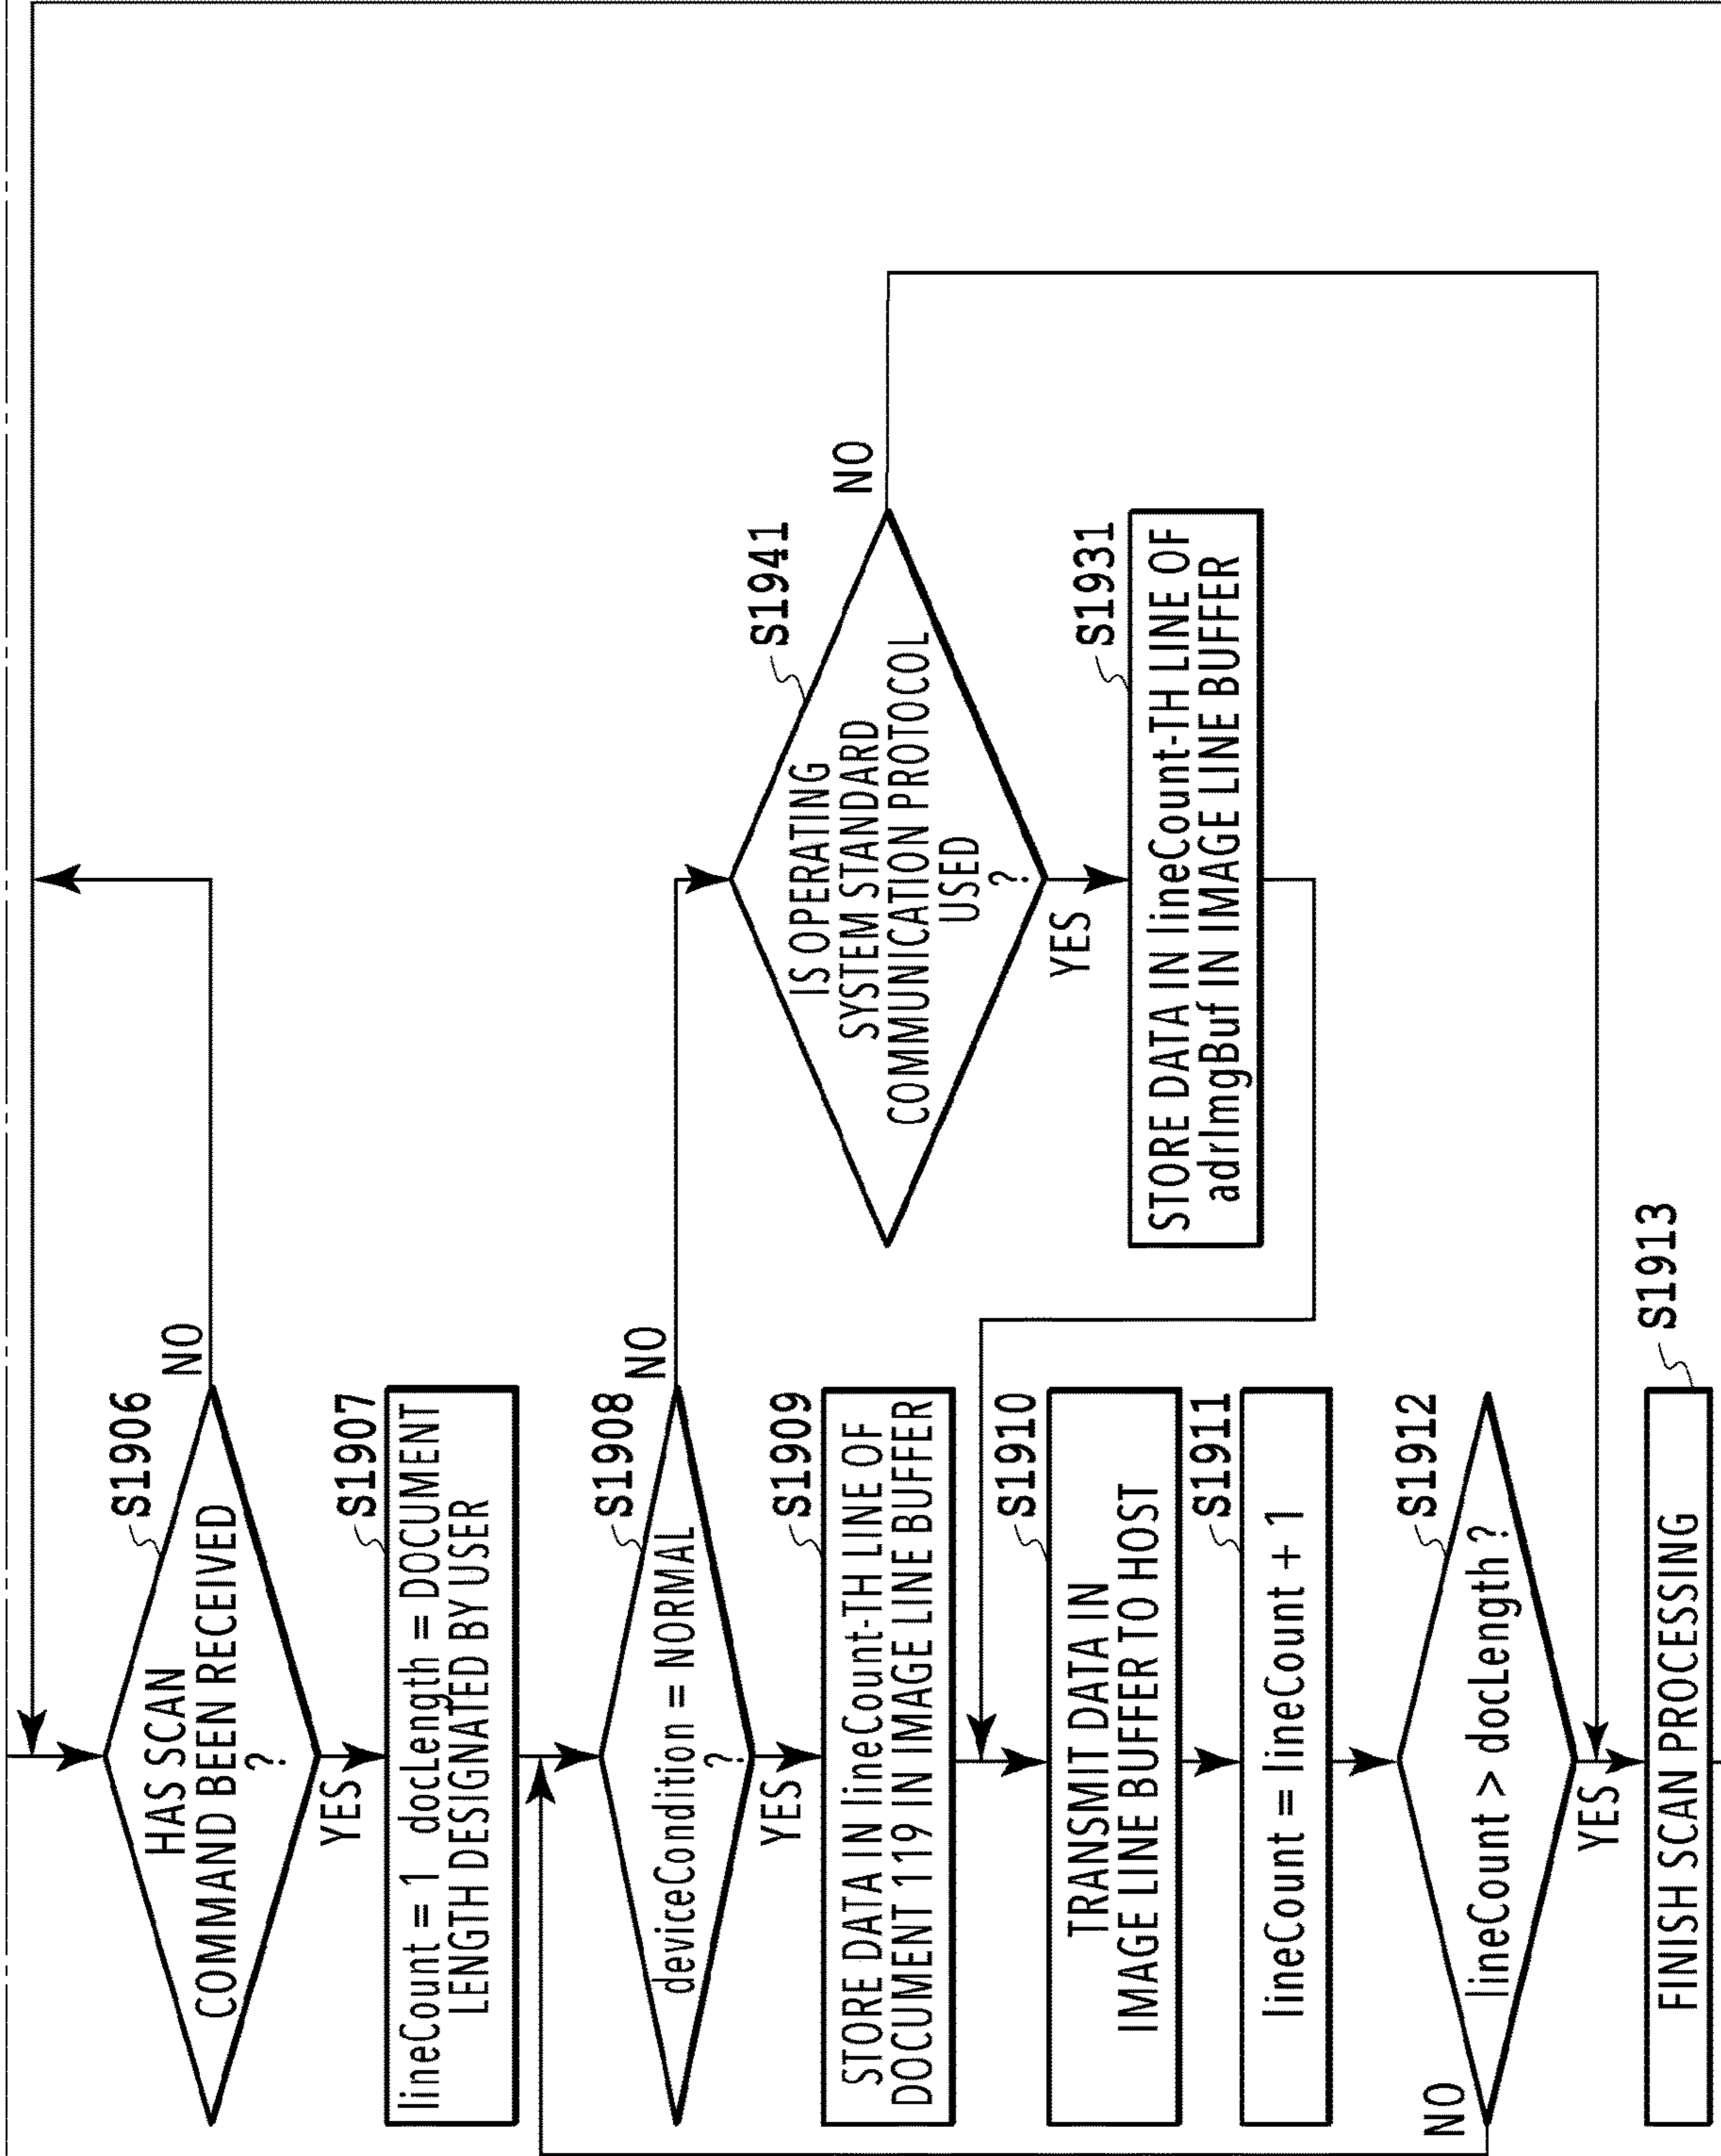 S1906
HAS SCAN
COMMAND BEEN RECEIVED
?
NO
YES
S1907
lineCount = 1 docLength = DOCUMENT
LENGTH DESIGNATED BY USER
S1908
deviceCondition = NORMAL
?
NO
YES
S1941
IS OPERATING
SYSTEM STANDARD
COMMUNICATION PROTOCOL
USED
?
NO
YES
S1909
STORE DATA IN lineCount-TH LINE OF
DOCUMENT 119 IN IMAGE LINE BUFFER
S1931
STORE DATA IN lineCount-TH LINE OF
adrImgBuf IN IMAGE LINE BUFFER
S1910
TRANSMIT DATA IN
IMAGE LINE BUFFER TO HOST
S1911
lineCount = lineCount + 1
S1912
lineCount > docLength ?
NO
YES
S1913
FINISH SCAN PROCESSING